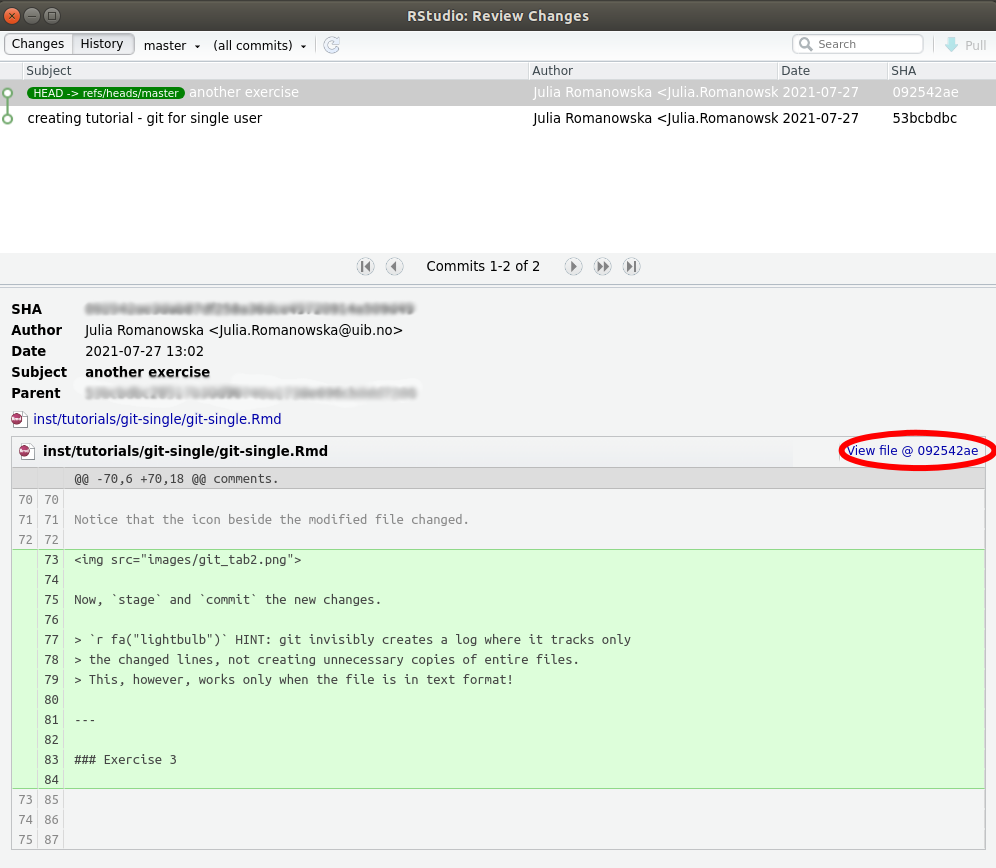 RStudio: Review Changes
Changes History master (all commits) Search Pull
Subject Author Date SHA
HEAD -> refs/heads/master another exercise Julia Romanowska <Julia.Romanowsk 2021-07-27 092542ae
creating tutorial - git for single user Julia Romanowska <Julia.Romanowsk 2021-07-27 53bcbdbc
Commits 1-2 of 2
SHA
Author Julia Romanowska <Julia.Romanowska@uib.no>
Date 2021-07-27 13:02
Subject another exercise
Parent
inst/tutorials/git-single/git-single.Rmd
inst/tutorials/git-single/git-single.Rmd View file @ 092542ae
@@ -70,6 +70,18 @@ comments.
70 70
71 71 Notice that the icon beside the modified file changed.
72 72
73 <img src="images/git_tab2.png">
74
75 Now, `stage` and `commit` the new changes.
76
77 > `r fa("lightbulb")` HINT: git invisibly creates a log where it tracks only
78 > the changed lines, not creating unnecessary copies of entire files.
79 > This, however, works only when the file is in text format!
80
81 ---
82
83 ### Exercise 3
84
73 85
74 86
75 87